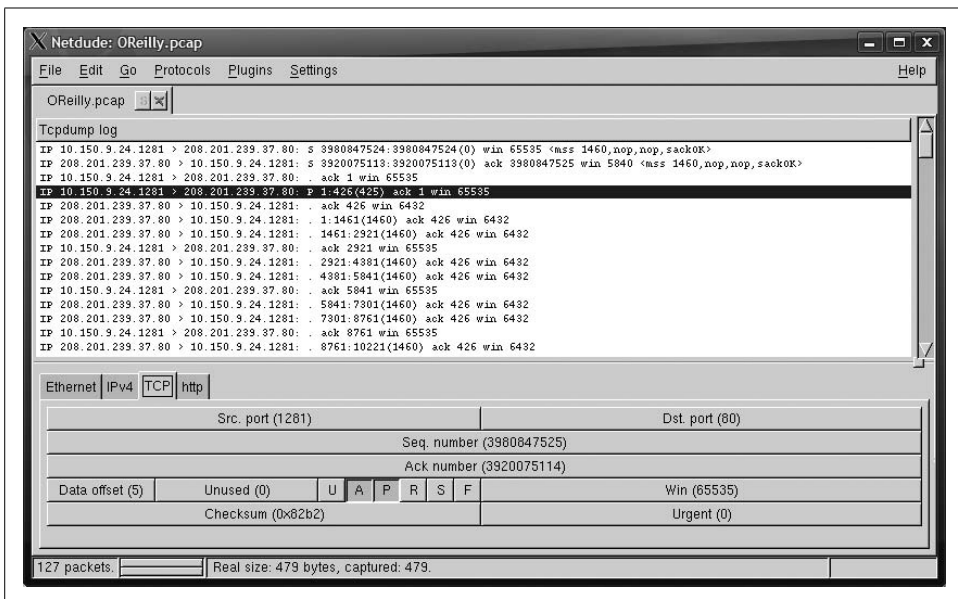 Netdude: OReilly.pcap
File Edit Go Protocols Plugins Settings Help
OReilly.pcap S
Tcpdump log
IP 10.150.9.24.1281 > 208.201.239.37.80: S 3980847524:3980847524(0) win 65535 <mss 1460,nop,nop,sackOK>
IP 208.201.239.37.80 > 10.150.9.24.1281: S 3920075113:3920075113(0) ack 3980847525 win 5840 <mss 1460,nop,nop,sackOK>
IP 10.150.9.24.1281 > 208.201.239.37.80: . ack 1 win 65535
IP 10.150.9.24.1281 > 208.201.239.37.80: P 1:426(425) ack 1 win 65535
IP 208.201.239.37.80 > 10.150.9.24.1281: . ack 426 win 6432
IP 208.201.239.37.80 > 10.150.9.24.1281: . 1:1461(1460) ack 426 win 6432
IP 208.201.239.37.80 > 10.150.9.24.1281: . 1461:2921(1460) ack 426 win 6432
IP 10.150.9.24.1281 > 208.201.239.37.80: . ack 2921 win 65535
IP 208.201.239.37.80 > 10.150.9.24.1281: . 2921:4381(1460) ack 426 win 6432
IP 208.201.239.37.80 > 10.150.9.24.1281: . 4381:5841(1460) ack 426 win 6432
IP 10.150.9.24.1281 > 208.201.239.37.80: . ack 5841 win 65535
IP 208.201.239.37.80 > 10.150.9.24.1281: . 5841:7301(1460) ack 426 win 6432
IP 208.201.239.37.80 > 10.150.9.24.1281: . 7301:8761(1460) ack 426 win 6432
IP 10.150.9.24.1281 > 208.201.239.37.80: . ack 8761 win 65535
IP 208.201.239.37.80 > 10.150.9.24.1281: . 8761:10221(1460) ack 426 win 6432
Ethernet IPv4 TCP http
Src. port (1281) Dst. port (80)
Seq. number (3980847525)
Ack number (3920075114)
Data offset (5) Unused (0) U A P R S F Win (65535)
Checksum (0x82b2) Urgent (0)
127 packets. Real size: 479 bytes, captured: 479.